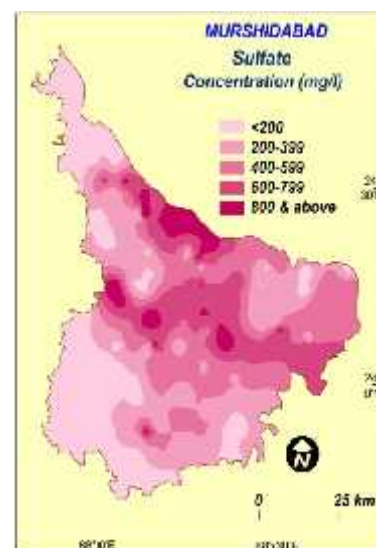 MURSHIDABAD
Sulfate
Concentration (mg/l)
<200
200-399
400-599
600-799
800 & above
N
0 25 km